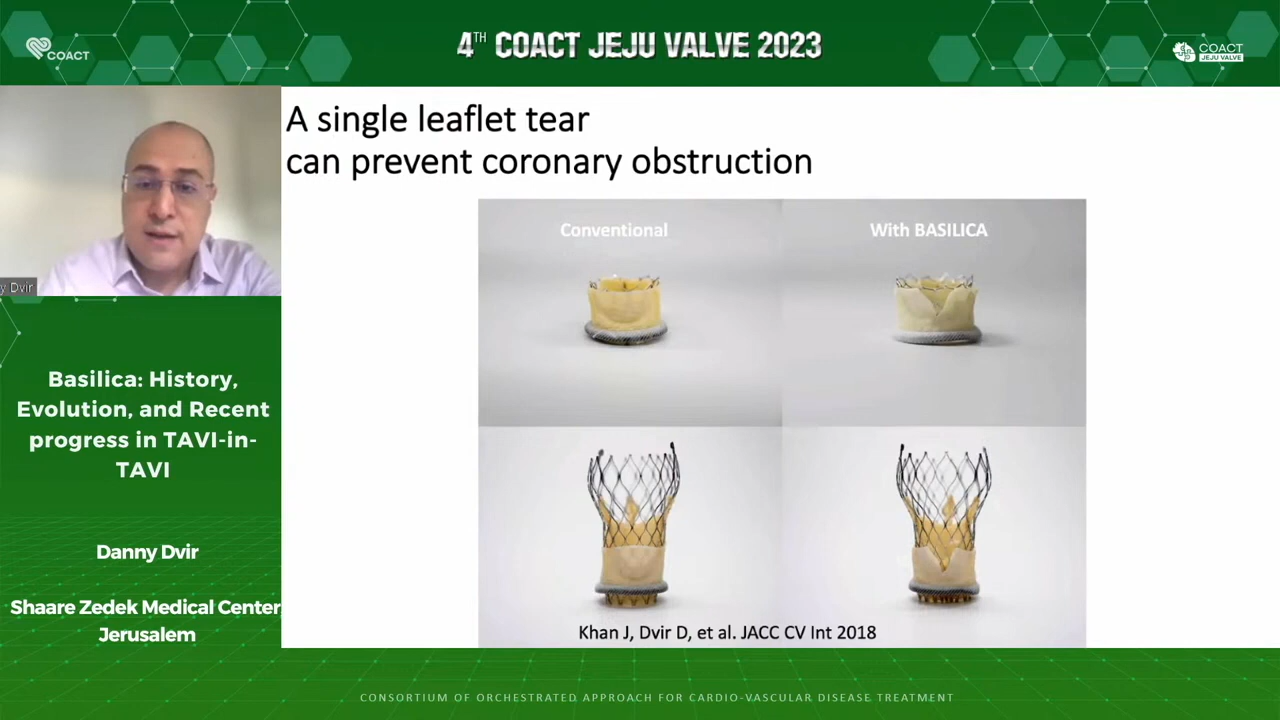 4TH COACT JEJU VALVE 2023
COACT
COACT
JEJU VALVE
A single leaflet tear
can prevent coronary obstruction
Conventional
With BASILICA
y Dvir
Basilica: History,
Evolution, and Recent
progress in TAVI-in-
TAVI
Danny Dvir
Shaare Zedek Medical Center
Jerusalem
Khan J, Dvir D, et al. JACC CV Int 2018
CONSORTIUM OF ORCHESTRATED APPROACH FOR CARDIO-VASCULAR DISEASE TREATMENT